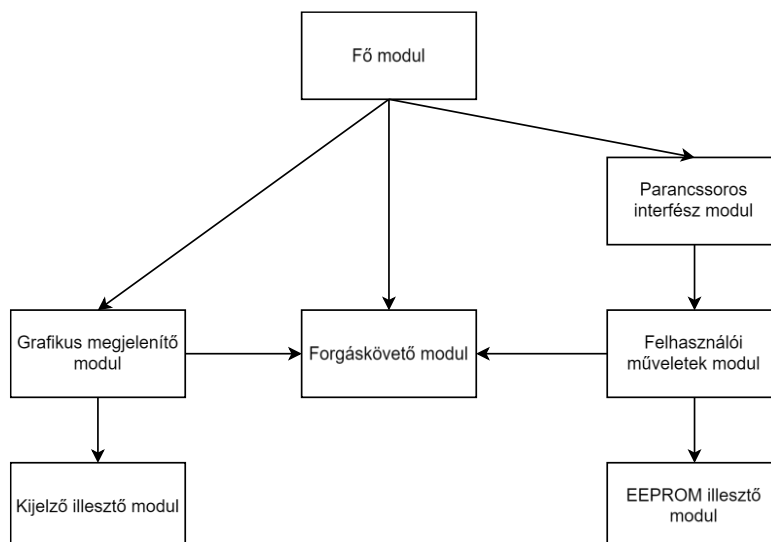 Fő modul
Parancssoros
interfész modul
Grafikus megjelenítő
modul
Forgáskövető modul
Felhasználói
műveletek modul
Kijelző illesztő modul
EEPROM illesztő
modul